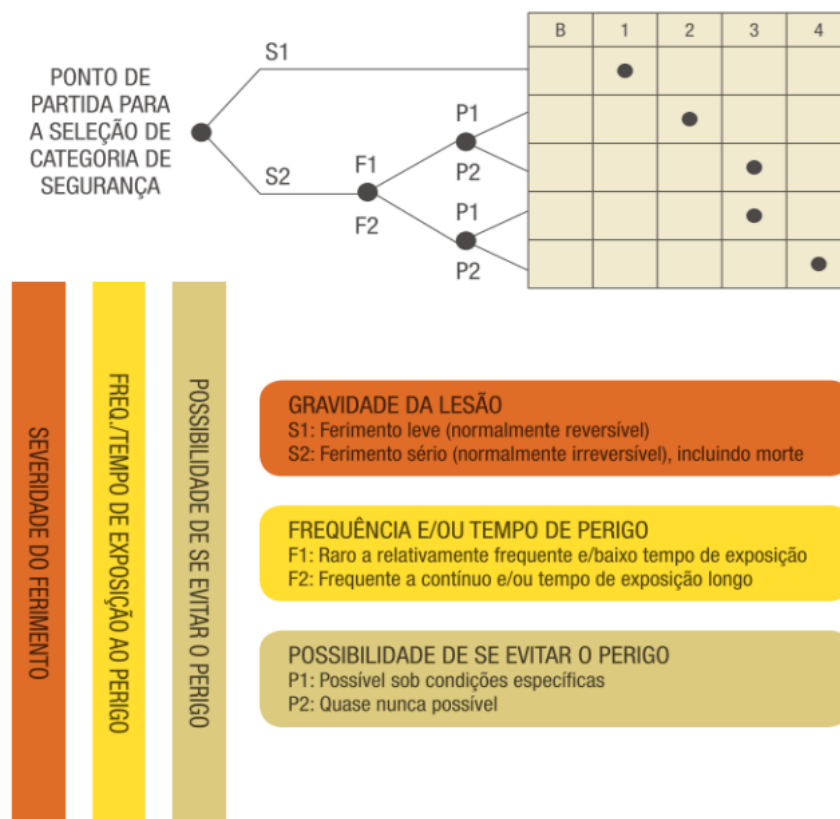 PONTO DE
PARTIDA PARA
A SELEÇÃO DE
CATEGORIA DE
SEGURANÇA
S1
S2
F1
F2
P1
P2
P1
P2
B 1 2 3 4
SEVERIDADE DO FERIMENTO
FREQ./TEMPO DE EXPOSIÇÃO AO PERIGO
POSSIBILIDADE DE SE EVITAR O PERIGO
GRAVIDADE DA LESÃO
S1: Ferimento leve (normalmente reversível)
S2: Ferimento sério (normalmente irreversível), incluindo morte
FREQUÊNCIA E/OU TEMPO DE PERIGO
F1: Raro a relativamente frequente e/baixo tempo de exposição
F2: Frequente a contínuo e/ou tempo de exposição longo
POSSIBILIDADE DE SE EVITAR O PERIGO
P1: Possível sob condições específicas
P2: Quase nunca possível